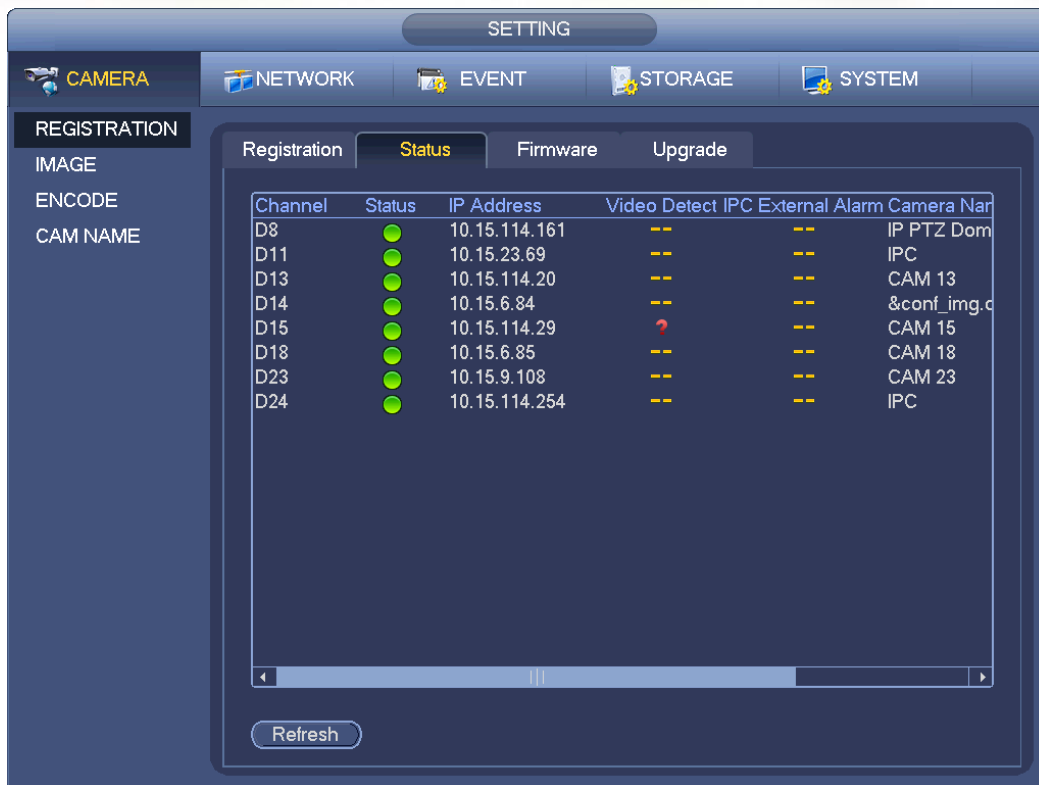 SETTING
CAMERA NETWORK EVENT STORAGE SYSTEM
REGISTRATION
IMAGE
ENCODE
CAM NAME
Registration Status Firmware Upgrade
Channel Status IP Address Video Detect IPC External Alarm Camera Nar
D8 10.15.114.161 -- -- IP PTZ Dom
D11 10.15.23.69 -- -- IPC
D13 10.15.114.20 -- -- CAM 13
D14 10.15.6.84 -- -- &conf_img.c
D15 10.15.114.29 ? -- CAM 15
D18 10.15.6.85 -- -- CAM 18
D23 10.15.9.108 -- -- CAM 23
D24 10.15.114.254 -- -- IPC
Refresh